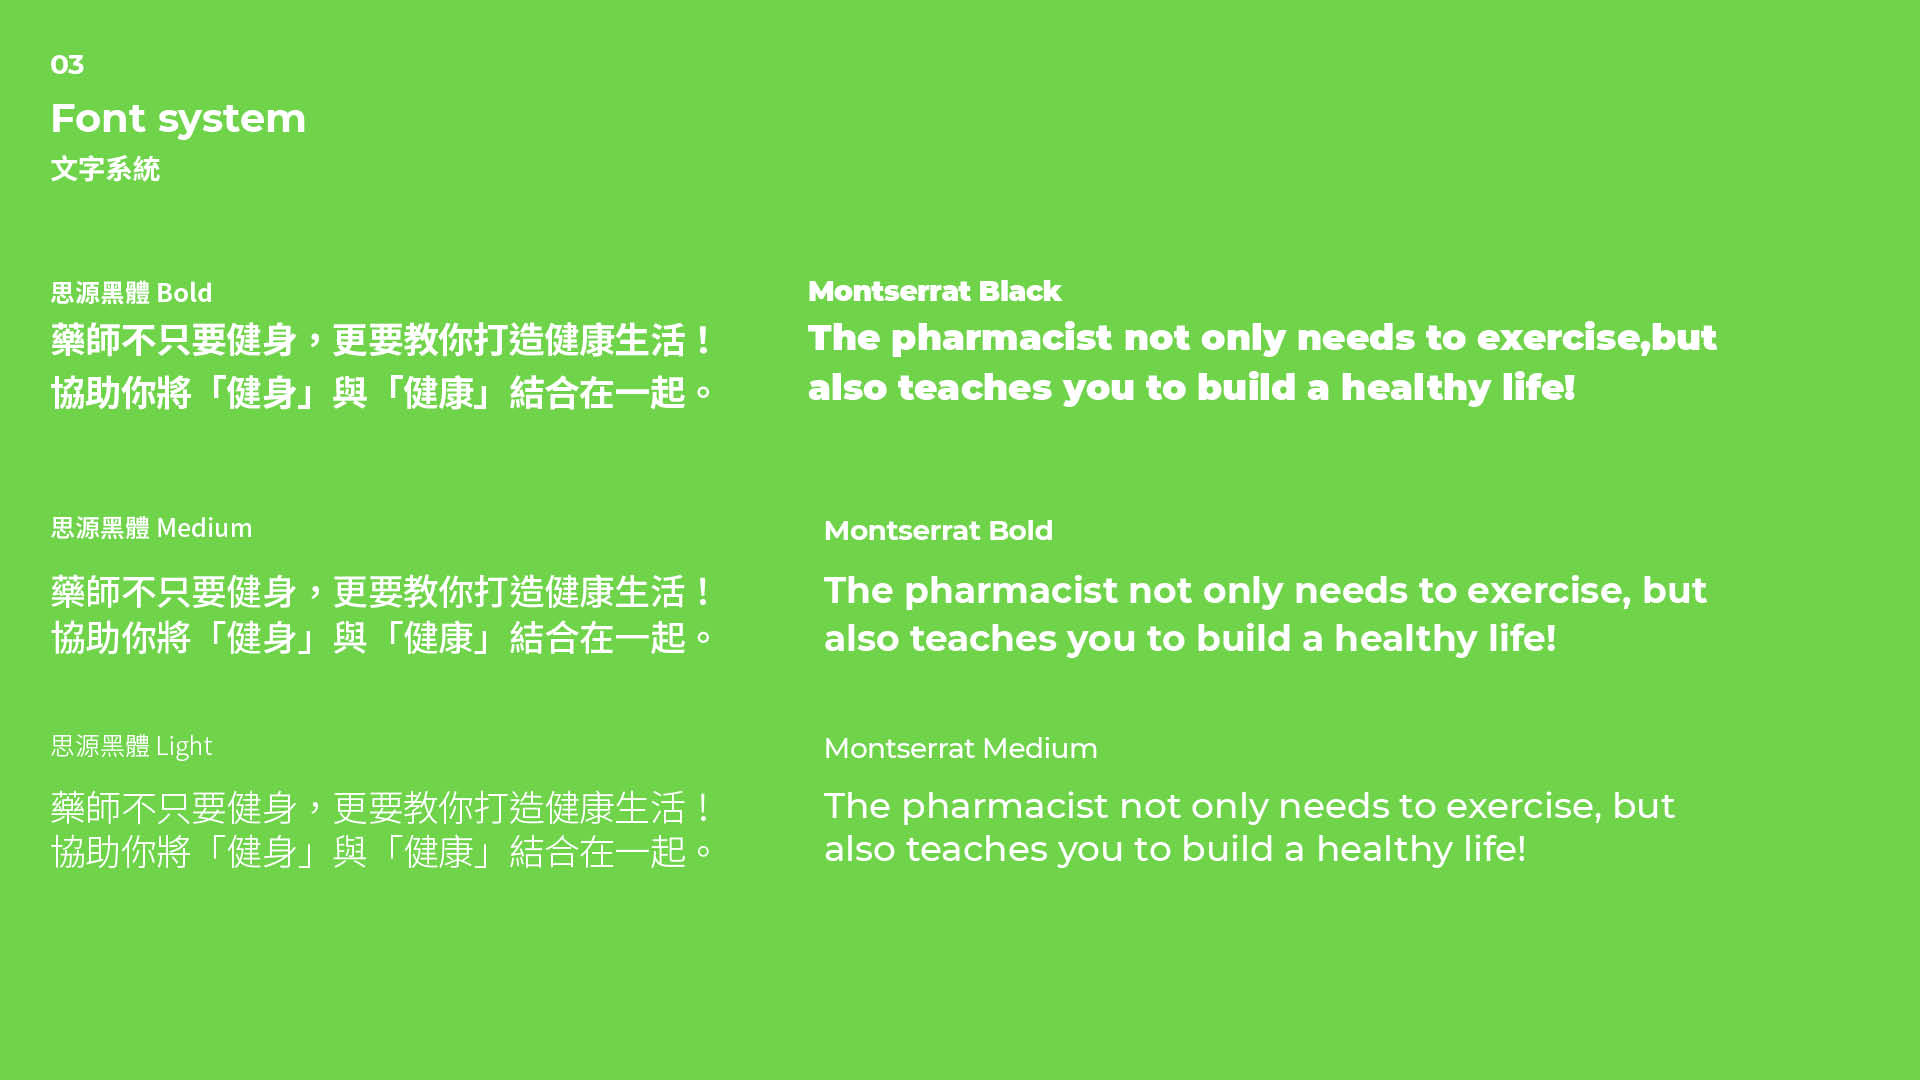 03
Font system
文字系統
思源黑體 Bold
藥師不只要健身，更要教你打造健康生活！
協助你將「健身」與「健康」結合在一起。
Montserrat Black
The pharmacist not only needs to exercise,but
also teaches you to build a healthy life!
思源黑體 Medium
藥師不只要健身，更要教你打造健康生活！
協助你將「健身」與「健康」結合在一起。
Montserrat Bold
The pharmacist not only needs to exercise, but
also teaches you to build a healthy life!
思源黑體 Light
藥師不只要健身，更要教你打造健康生活！
協助你將「健身」與「健康」結合在一起。
Montserrat Medium
The pharmacist not only needs to exercise, but
also teaches you to build a healthy life!